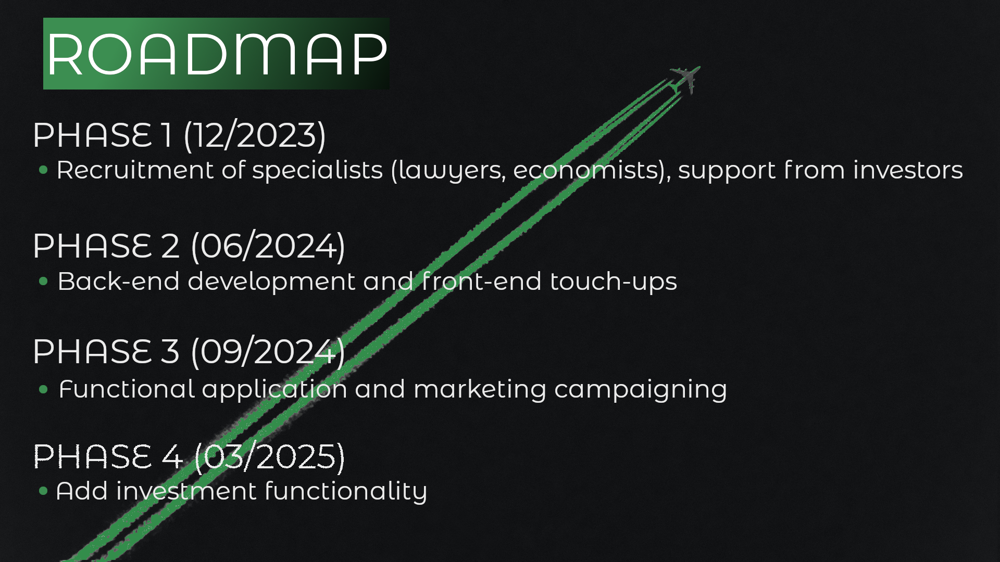 ROADMAP
PHASE 1 (12/2023)
• Recruitment of specialists (lawyers, economists), support from investors
PHASE 2 (06/2024)
• Back-end development and front-end touch-ups
PHASE 3 (09/2024)
• Functional application and marketing campaigning
PHASE 4 (03/2025)
• Add investment functionality